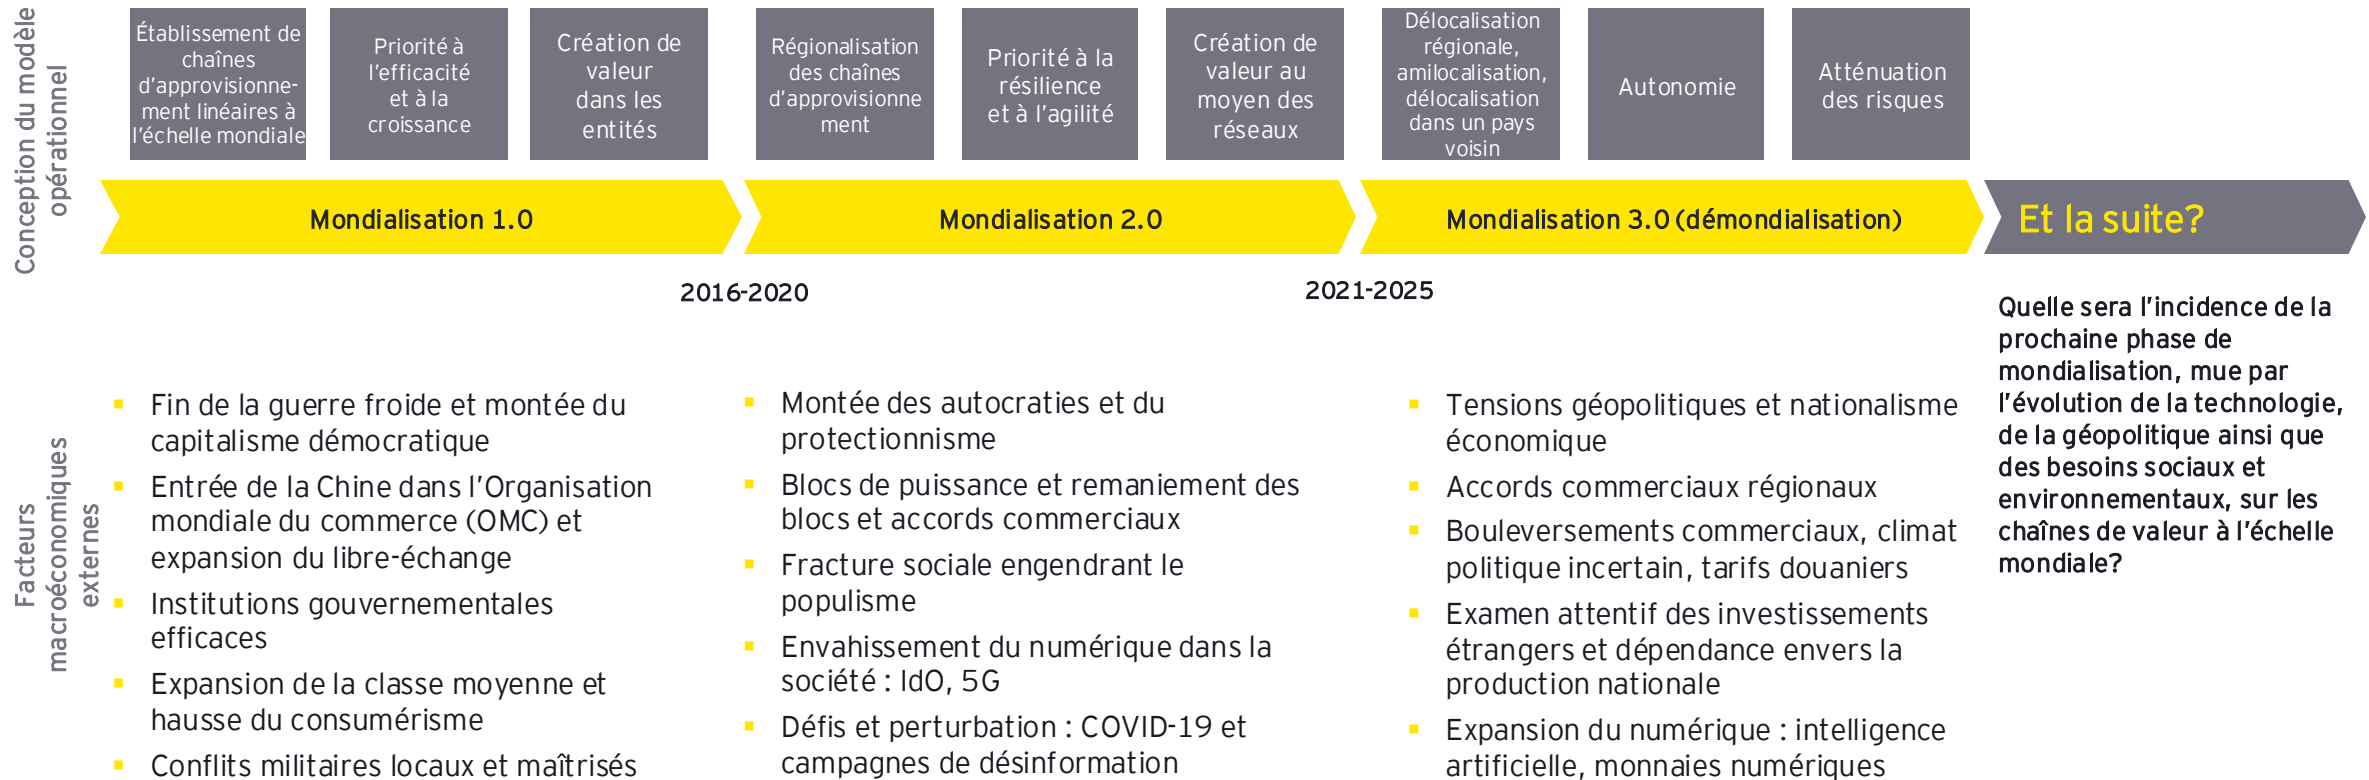 Conception du modèle
opérationnel
Établissement de
chaînes
d'approvisionne-
ment linéaires à
l'échelle mondiale
Priorité à
l'efficacité
et à la
croissance
Création de
valeur
dans les
entités
Régionalisation
des chaînes
d'approvisionne
ment
Priorité à la
résilience
et à l'agilité
Création de
valeur au
moyen des
réseaux
Délocalisation
régionale,
amilocalisation,
délocalisation
dans un pays
voisin
Autonomie
Atténuation
des risques
Mondialisation 1.0
Mondialisation 2.0
Mondialisation 3.0 (démondialisation)
Et la suite?
2016-2020
2021-2025
Facteurs
macroéconomiques
externes
▪ Fin de la guerre froide et montée du
capitalisme démocratique
▪ Entrée de la Chine dans l'Organisation
mondiale du commerce (OMC) et
expansion du libre-échange
▪ Institutions gouvernementales
efficaces
▪ Expansion de la classe moyenne et
hausse du consumérisme
▪ Conflits militaires locaux et maîtrisés
▪ Montée des autocraties et du
protectionnisme
▪ Blocs de puissance et remaniement des
blocs et accords commerciaux
▪ Fracture sociale engendrant le
populisme
▪ Envahissement du numérique dans la
société : IdO, 5G
▪ Défis et perturbation : COVID-19 et
campagnes de désinformation
▪ Tensions géopolitiques et nationalisme
économique
▪ Accords commerciaux régionaux
▪ Bouleversements commerciaux, climat
politique incertain, tarifs douaniers
▪ Examen attentif des investissements
étrangers et dépendance envers la
production nationale
▪ Expansion du numérique : intelligence
artificielle, monnaies numériques
Quelle sera l'incidence de la
prochaine phase de
mondialisation, mue par
l'évolution de la technologie,
de la géopolitique ainsi que
des besoins sociaux et
environnementaux, sur les
chaînes de valeur à l'échelle
mondiale?